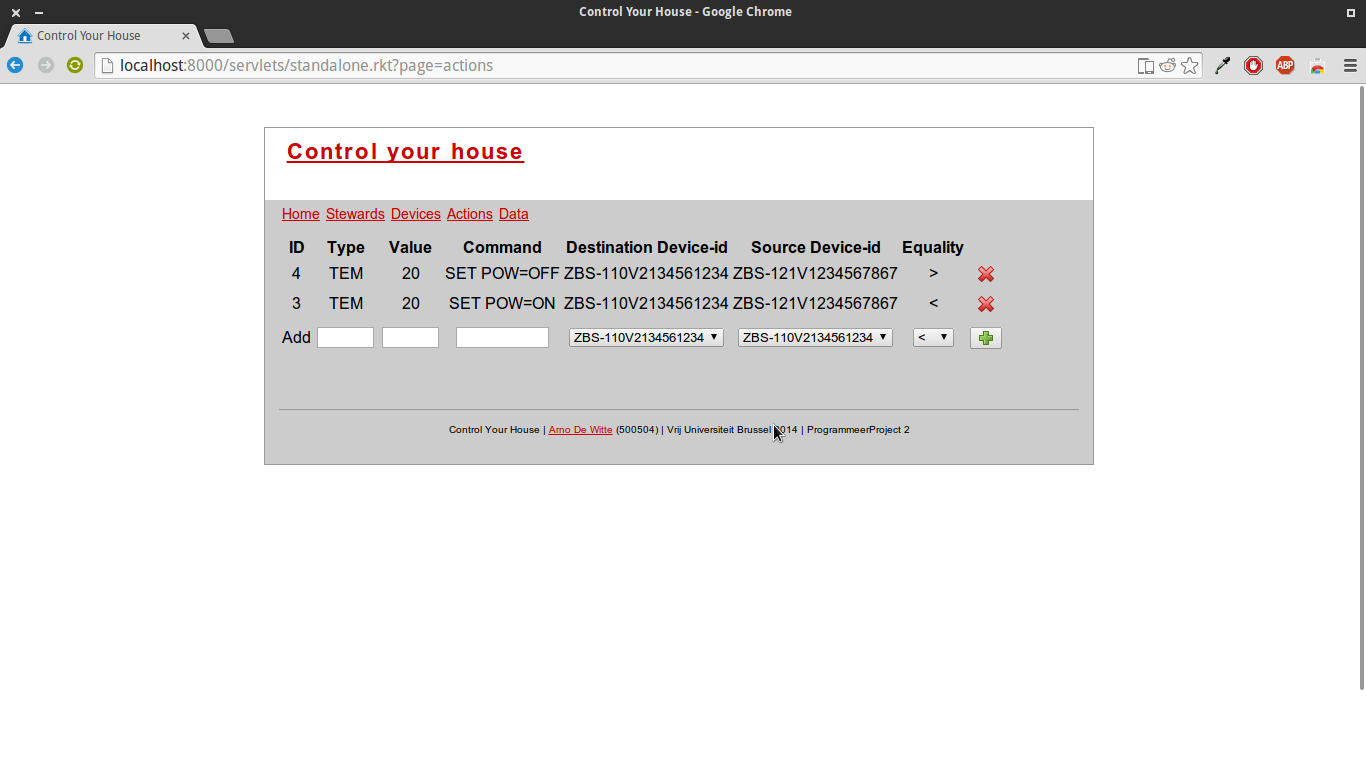 Control Your House - Google Chrome
Control Your House
localhost:8000/servlets/standalone.rkt?page=actions
ABP
Control your house
Home Stewards Devices Actions Data
ID Type Value Command Destination Device-id Source Device-id Equality
4 TEM 20 SET POW=OFF ZBS-110V2134561234 ZBS-121V1234567867 >
3 TEM 20 SET POW=ON ZBS-110V2134561234 ZBS-121V1234567867 <
Add ZBS-110V2134561234 ZBS-110V2134561234 <
Control Your House | Arno De Witte (500504) | Vrij Universiteit Brussel 2014 | ProgrammeerProject 2